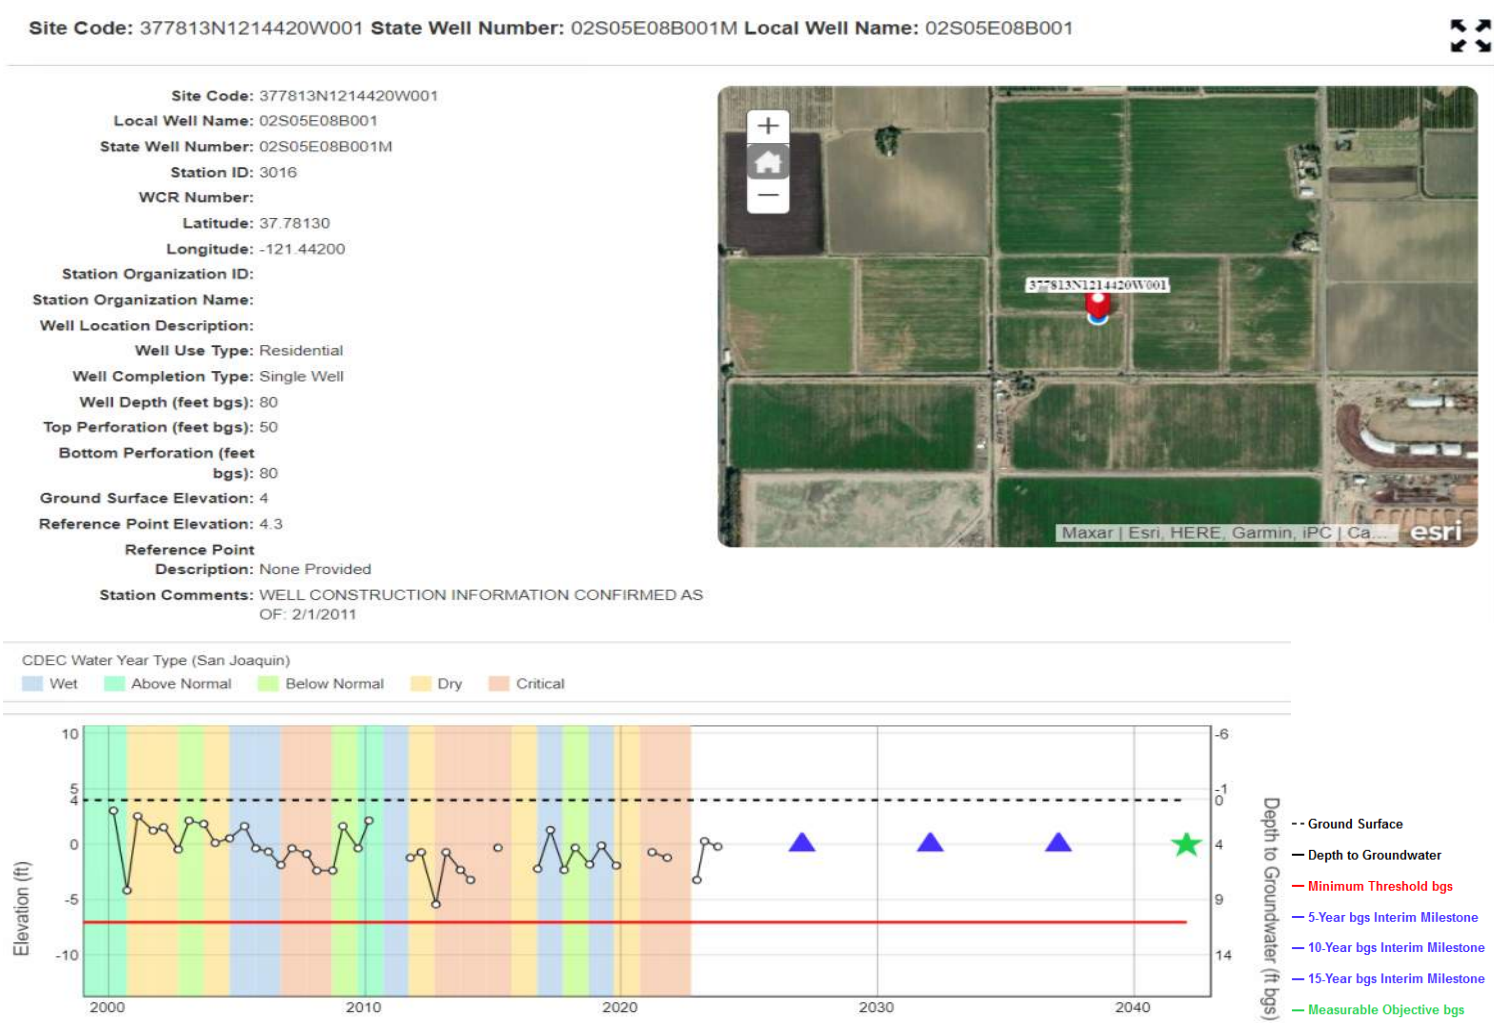 Site Code: 377813N1214420W001 State Well Number: 02S05E08B001M Local Well Name: 02S05E08B001
Site Code: 377813N1214420W001
Local Well Name: 02S05E08B001
State Well Number: 02S05E08B001M
Station ID: 3016
WCR Number:
Latitude: 37.78130
Longitude: -121.44200
Station Organization ID:
Station Organization Name:
Well Location Description:
Well Use Type: Residential
Well Completion Type: Single Well
Well Depth (feet bgs): 80
Top Perforation (feet bgs): 50
Bottom Perforation (feet
bgs): 80
Ground Surface Elevation: 4
Reference Point Elevation: 4.3
Reference Point
Description: None Provided
Station Comments: WELL CONSTRUCTION INFORMATION CONFIRMED AS
OF: 2/1/2011
+
−
377813N1214420W001
Maxar | Esri, HERE, Garmin, iPC | Ca...
esri
CDEC Water Year Type (San Joaquin)
Wet Above Normal Below Normal Dry Critical
Elevation (ft)
10
5
4
0
-5
-10
2000 2010 2020 2030 2040
-6
-1
0
4
9
14
Depth to Groundwater (ft bgs)
Ground Surface
Depth to Groundwater
Minimum Threshold bgs
5-Year bgs Interim Milestone
10-Year bgs Interim Milestone
15-Year bgs Interim Milestone
Measurable Objective bgs